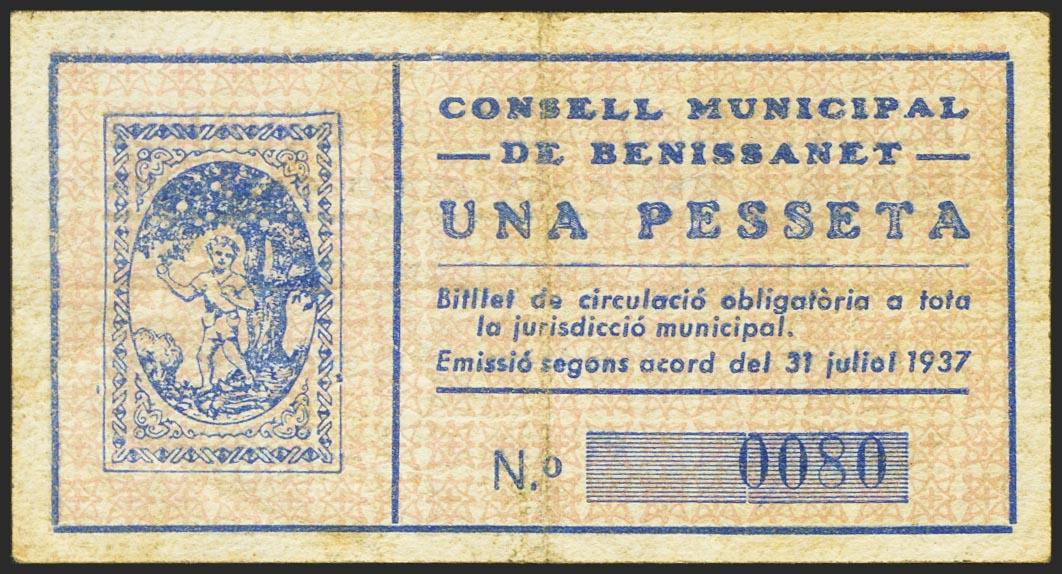 CONSELL MUNICIPAL
— DE BENISSANET —
UNA PESSETA
Bitllet de circulació obligatòria a tota
la jurisdicció municipal.
Emissió segons acord del 31 juliol 1937
N.º 0080